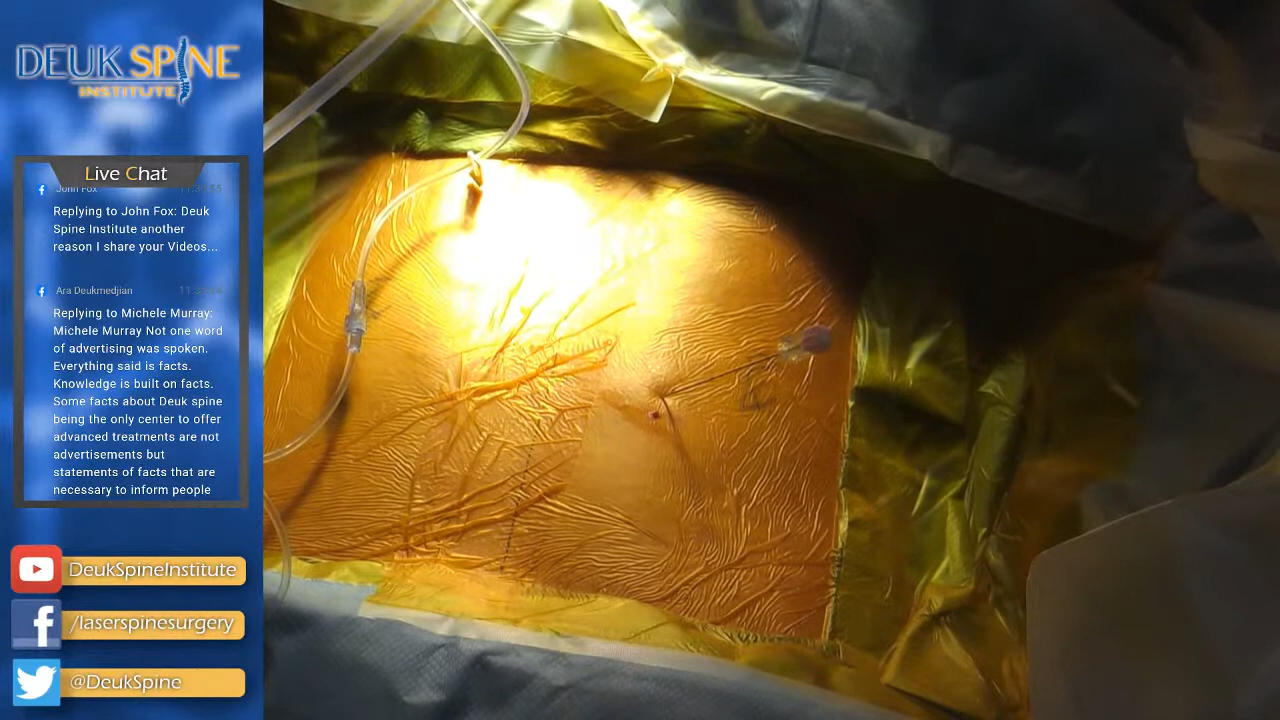 DEUK SPINE
INSTITUTE
Live Chat
John Fox
Replying to John Fox: Deuk
Spine Institute another
reason I share your Videos...
Ara Deukmedjian
Replying to Michele Murray:
Michele Murray Not one word
of advertising was spoken.
Everything said is facts.
Knowledge is built on facts.
Some facts about Deuk spine
being the only center to offer
advanced treatments are not
advertisements but
statements of facts that are
necessary to inform people
DeukSpineInstitute
/laserspinesurgery
@DeukSpine